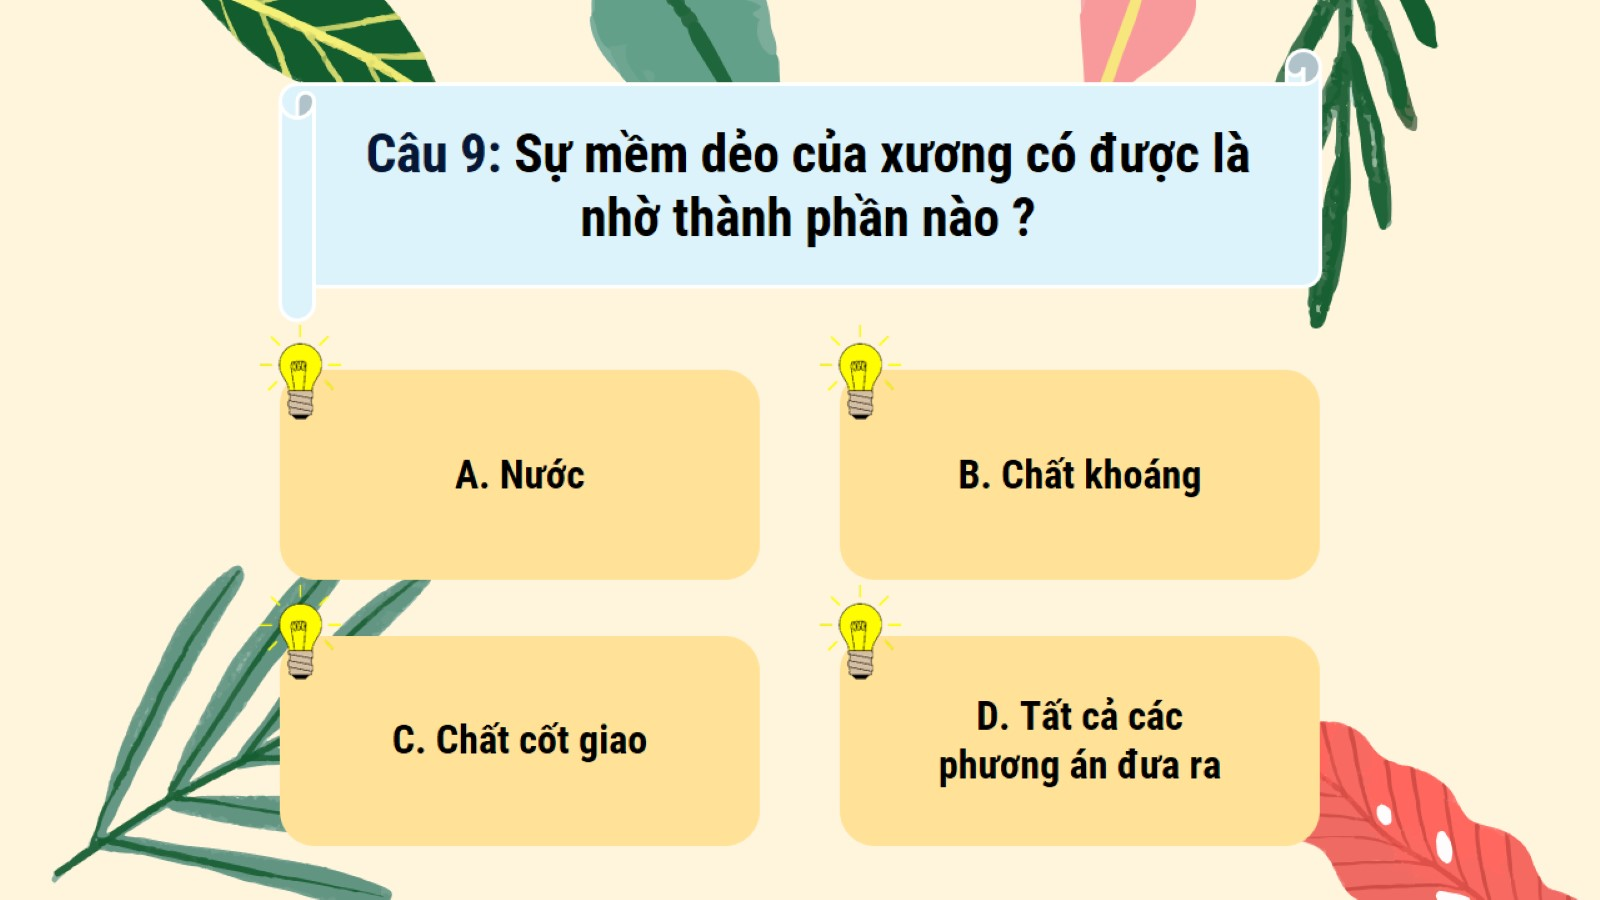 Câu 9: Sự mềm dẻo của xương có được là
nhờ thành phần nào ?
A. Nước
B. Chất khoáng
C. Chất cốt giao
D. Tất cả các
phương án đưa ra